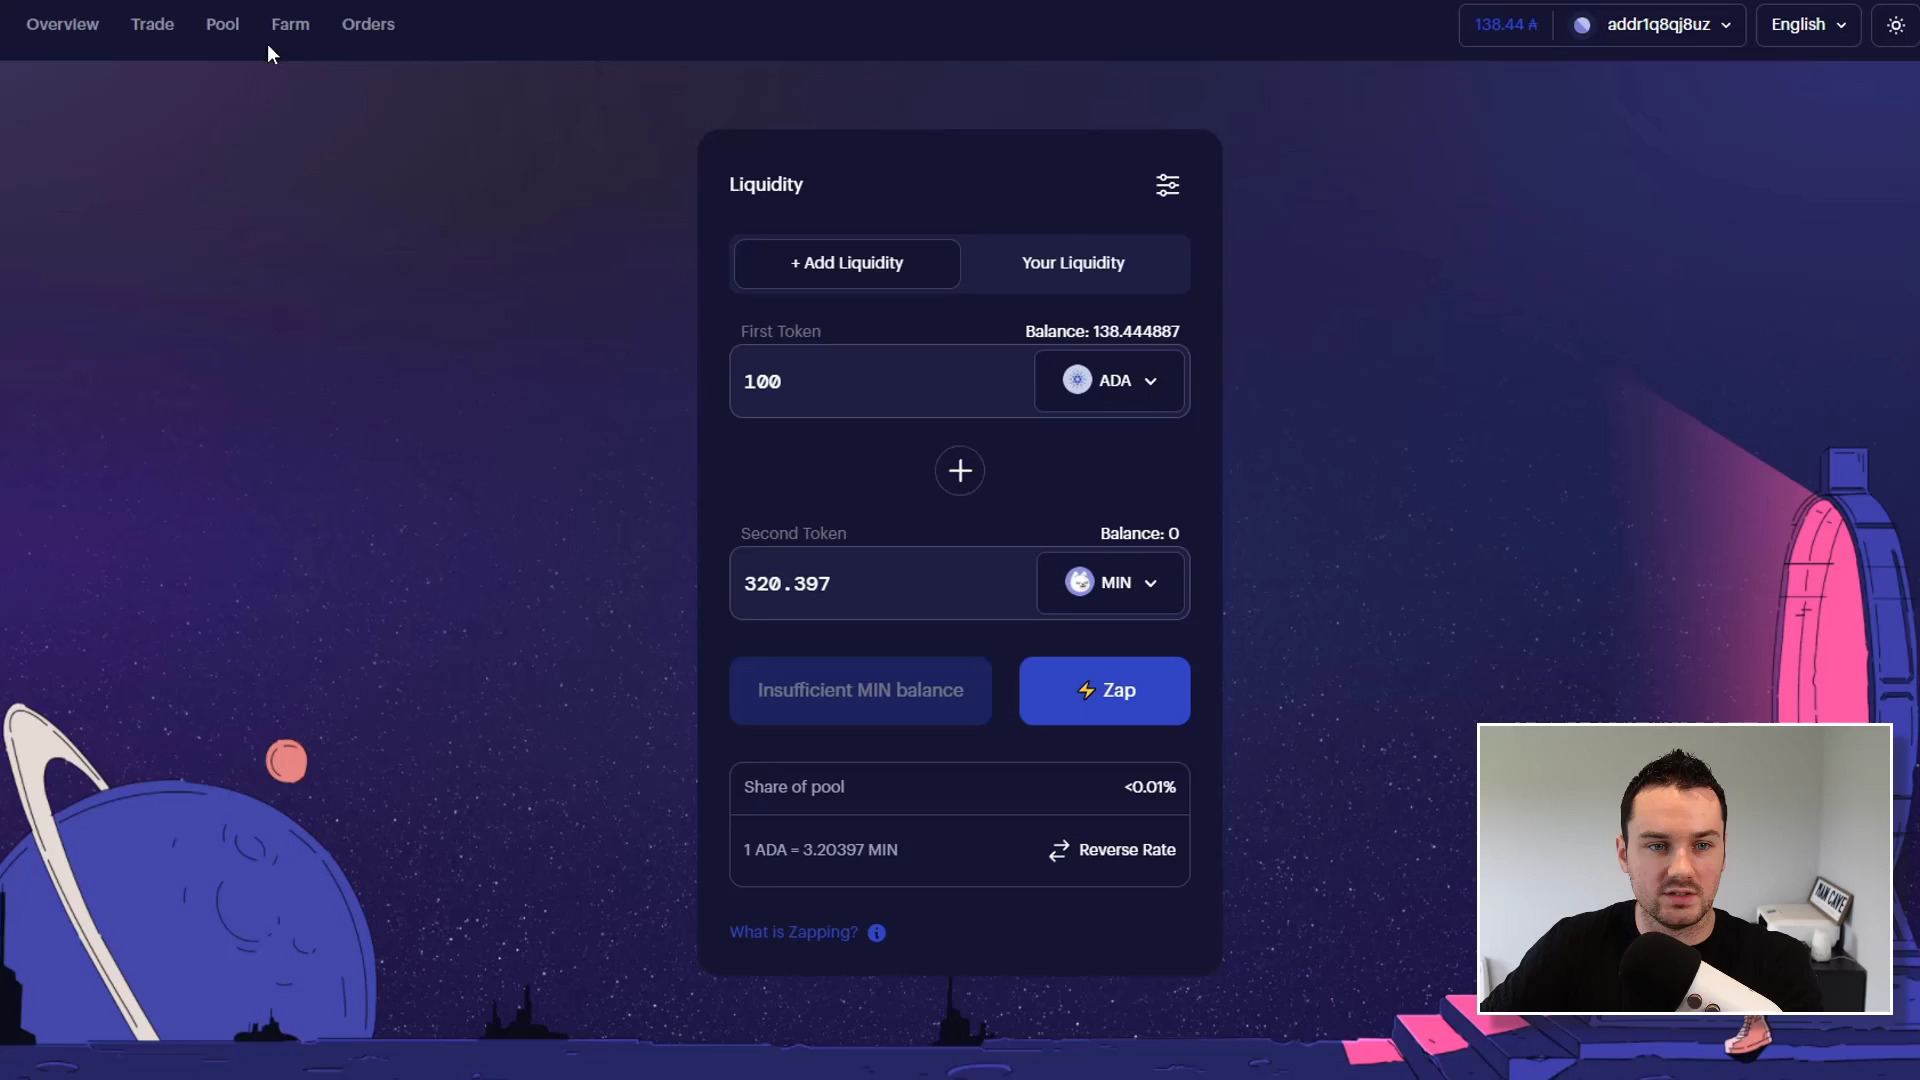 Overview
Trade
Pool
Farm
Orders
138.44 ₳
addr1q8qj8uz
English
Liquidity
+ Add Liquidity
Your Liquidity
First Token
Balance: 138.444887
100
ADA
Second Token
Balance: 0
320.397
MIN
Insufficient MIN balance
⚡ Zap
Share of pool
<0.01%
1 ADA = 3.20397 MIN
Reverse Rate
What is Zapping?
MAN CAVE